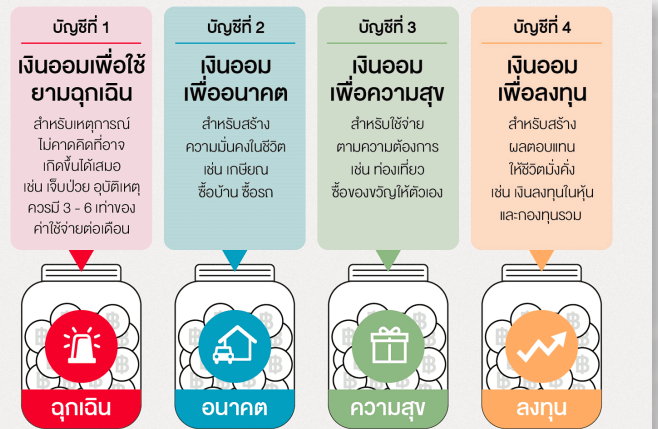 บัญชีที่ 1
เงินออมเพื่อใช้
ยามฉุกเฉิน
สำหรับเหตุการณ์
ไม่คาดคิดที่อาจ
เกิดขึ้นได้เสมอ
เช่น เจ็บป่วย อุบัติเหตุ
ควรมี 3 - 6 เท่าของ
ค่าใช้จ่ายต่อเดือน
ฉุกเฉิน
บัญชีที่ 2
เงินออม
เพื่ออนาคต
สำหรับสร้าง
ความมั่นคงในชีวิต
เช่น เกษียณ
ซื้อบ้าน ซื้อรถ
อนาคต
บัญชีที่ 3
เงินออม
เพื่อความสุข
สำหรับใช้จ่าย
ตามความต้องการ
เช่น ท่องเที่ยว
ซื้อของขวัญให้ตัวเอง
ความสุข
บัญชีที่ 4
เงินออม
เพื่อลงทุน
สำหรับสร้าง
ผลตอบแทน
ให้ชีวิตมั่งคั่ง
เช่น เงินลงทุนในหุ้น
และกองทุนรวม
ลงทุน